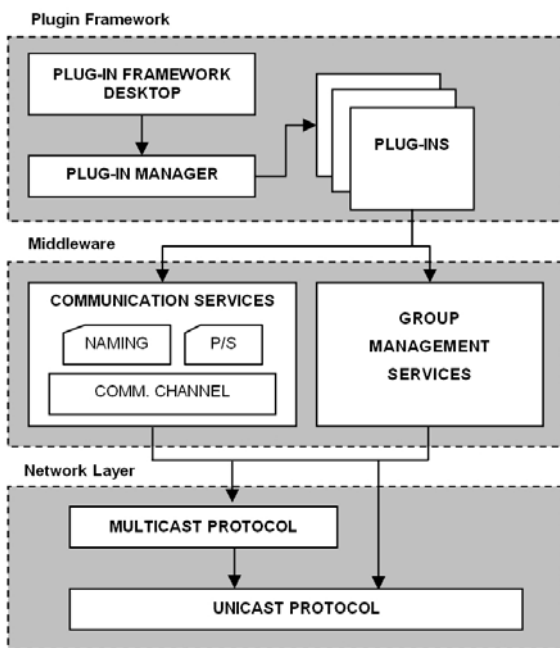 Plugin Framework
PLUG-IN FRAMEWORK
DESKTOP
PLUG-IN MANAGER
PLUG-INS
Middleware
COMMUNICATION SERVICES
NAMING
P/S
COMM. CHANNEL
GROUP
MANAGEMENT
SERVICES
Network Layer
MULTICAST PROTOCOL
UNICAST PROTOCOL